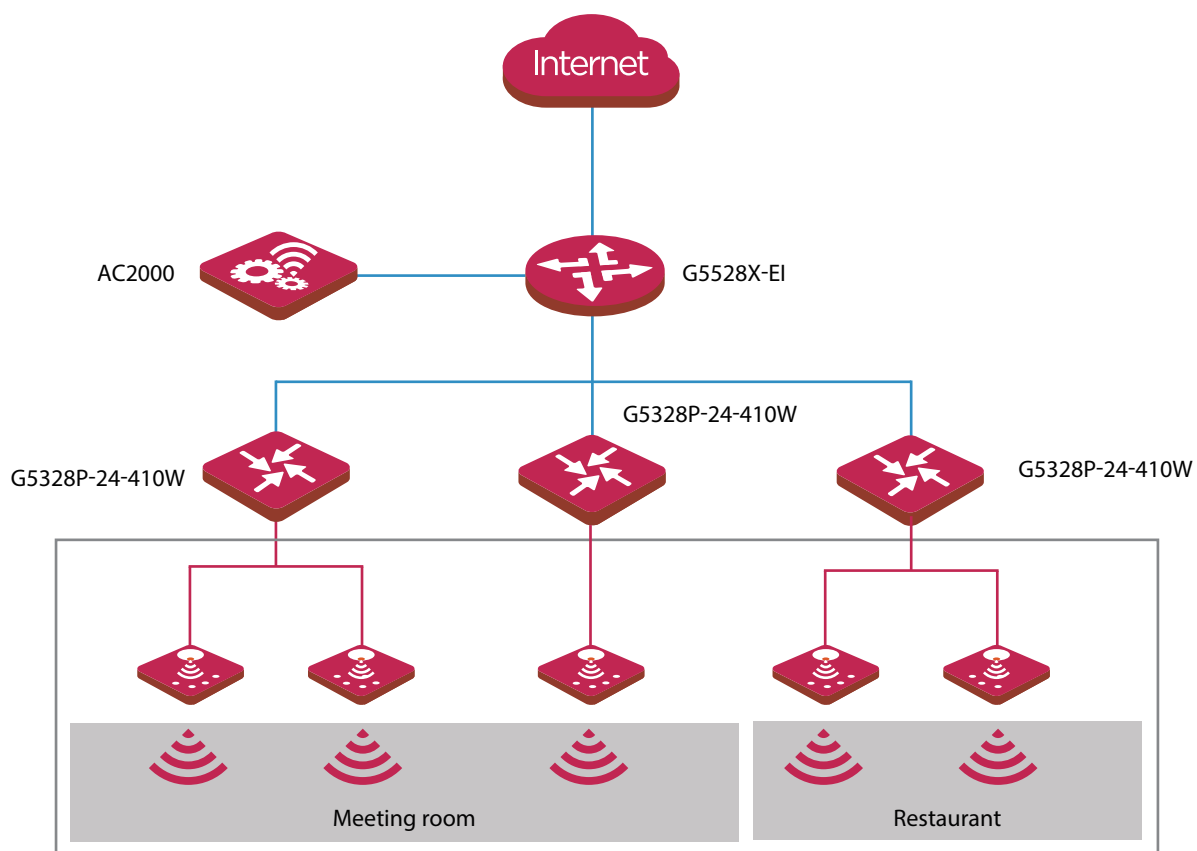 Internet
AC2000
G5528X-EI
G5328P-24-410W
G5328P-24-410W
G5328P-24-410W
Meeting room
Restaurant